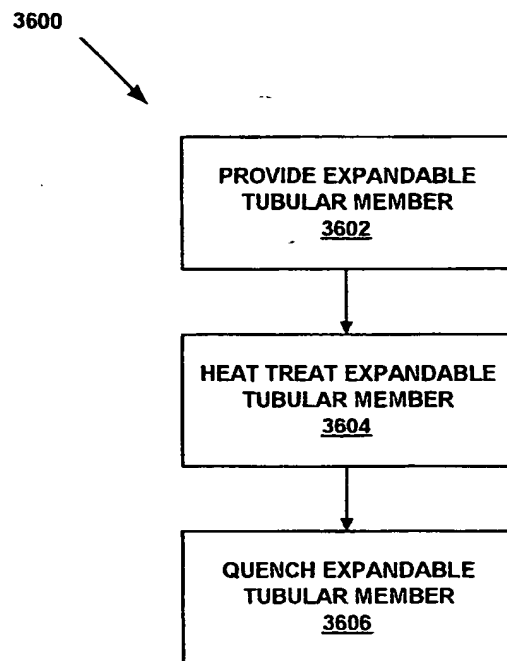 3600
PROVIDE EXPANDABLE
TUBULAR MEMBER
3602
HEAT TREAT EXPANDABLE
TUBULAR MEMBER
3604
QUENCH EXPANDABLE
TUBULAR MEMBER
3606